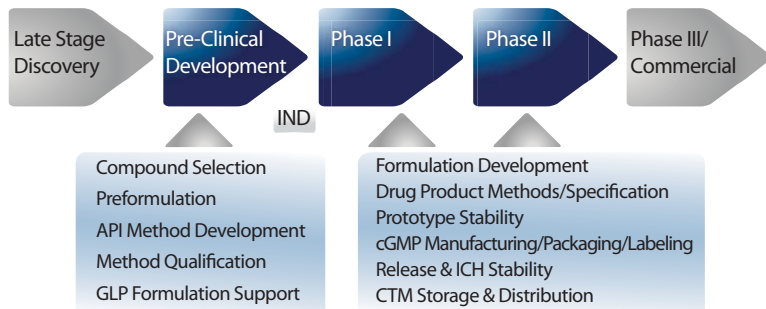 Late Stage
Discovery
Pre-Clinical
Development
Phase I
Phase II
Phase III/
Commercial
IND
Compound Selection
Preformulation
API Method Development
Method Qualification
GLP Formulation Support
Formulation Development
Drug Product Methods/Specification
Prototype Stability
cGMP Manufacturing/Packaging/Labeling
Release & ICH Stability
CTM Storage & Distribution